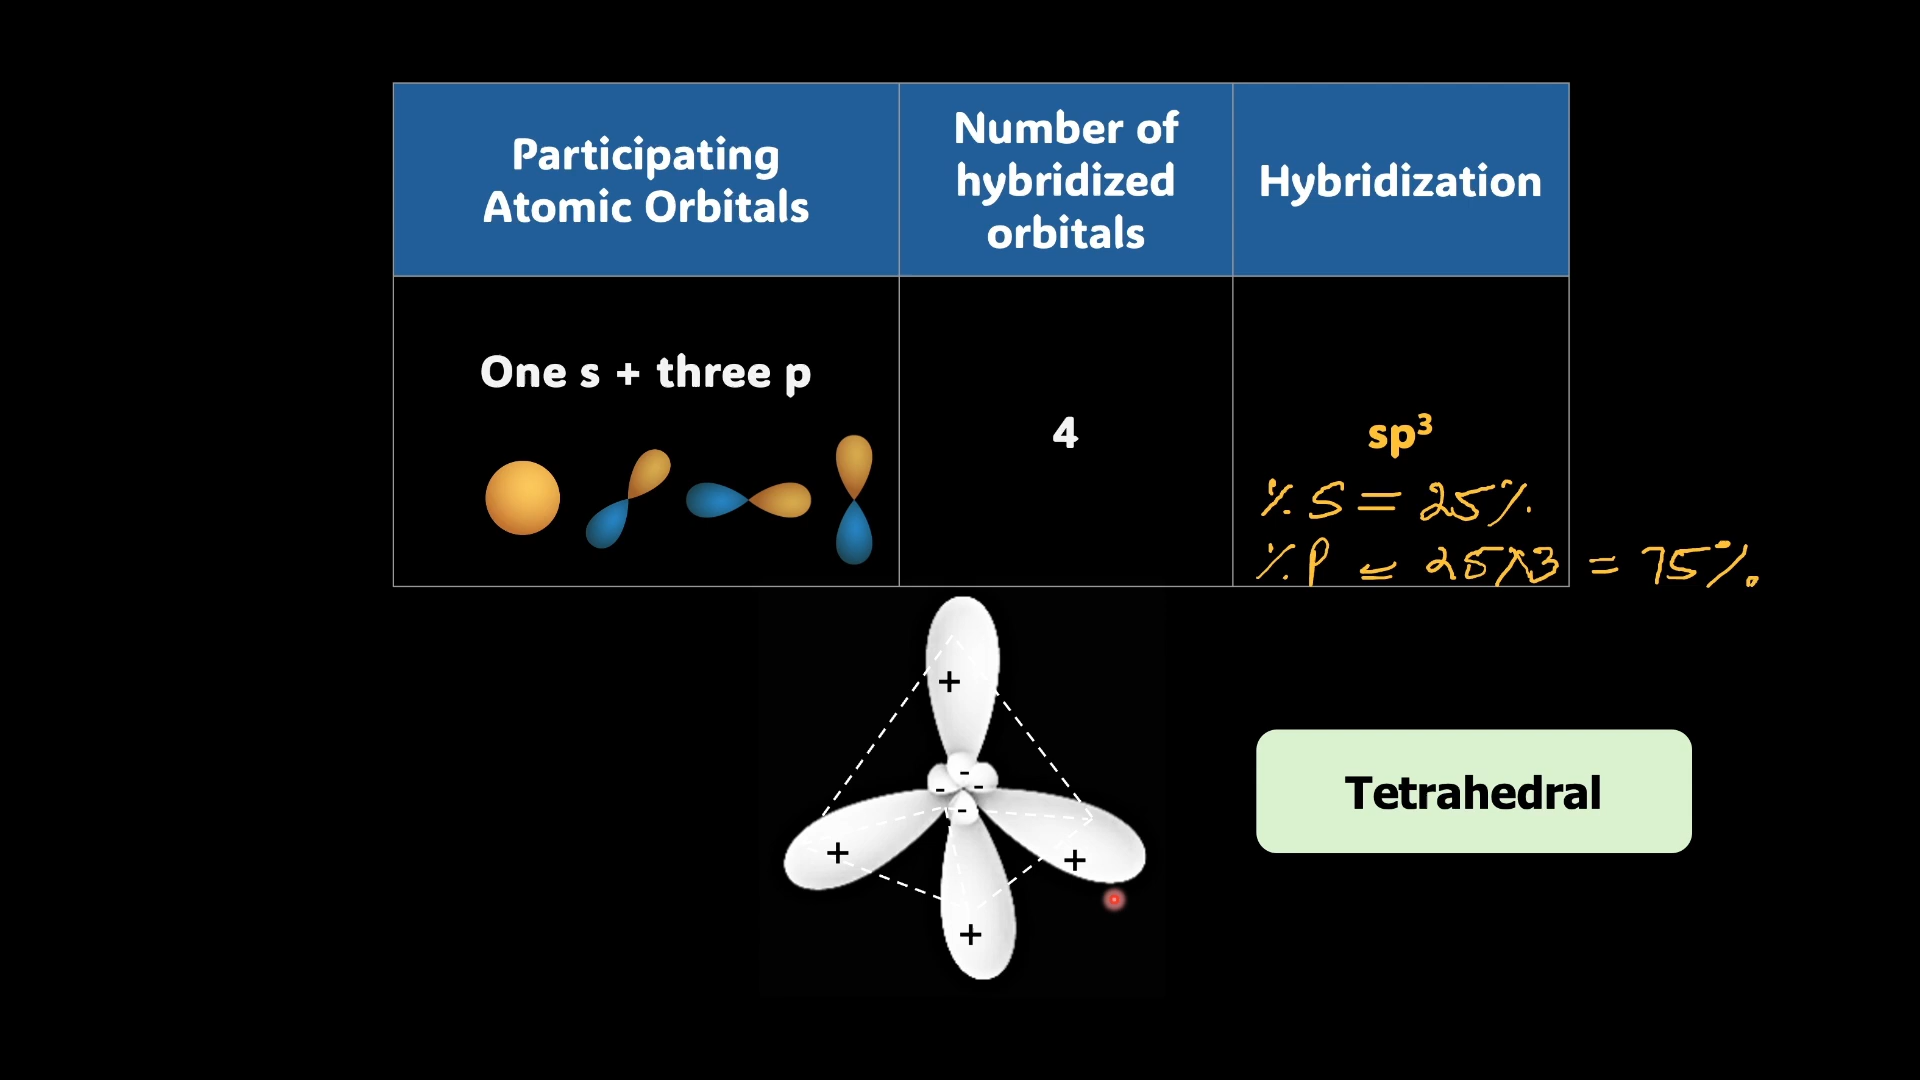 Participating
Atomic Orbitals
Number of
hybridized
orbitals
Hybridization
One s + three p
4
sp³
% S = 25%
% P = 25×3 = 75%
+
-
-
-
-
+
+
+
Tetrahedral